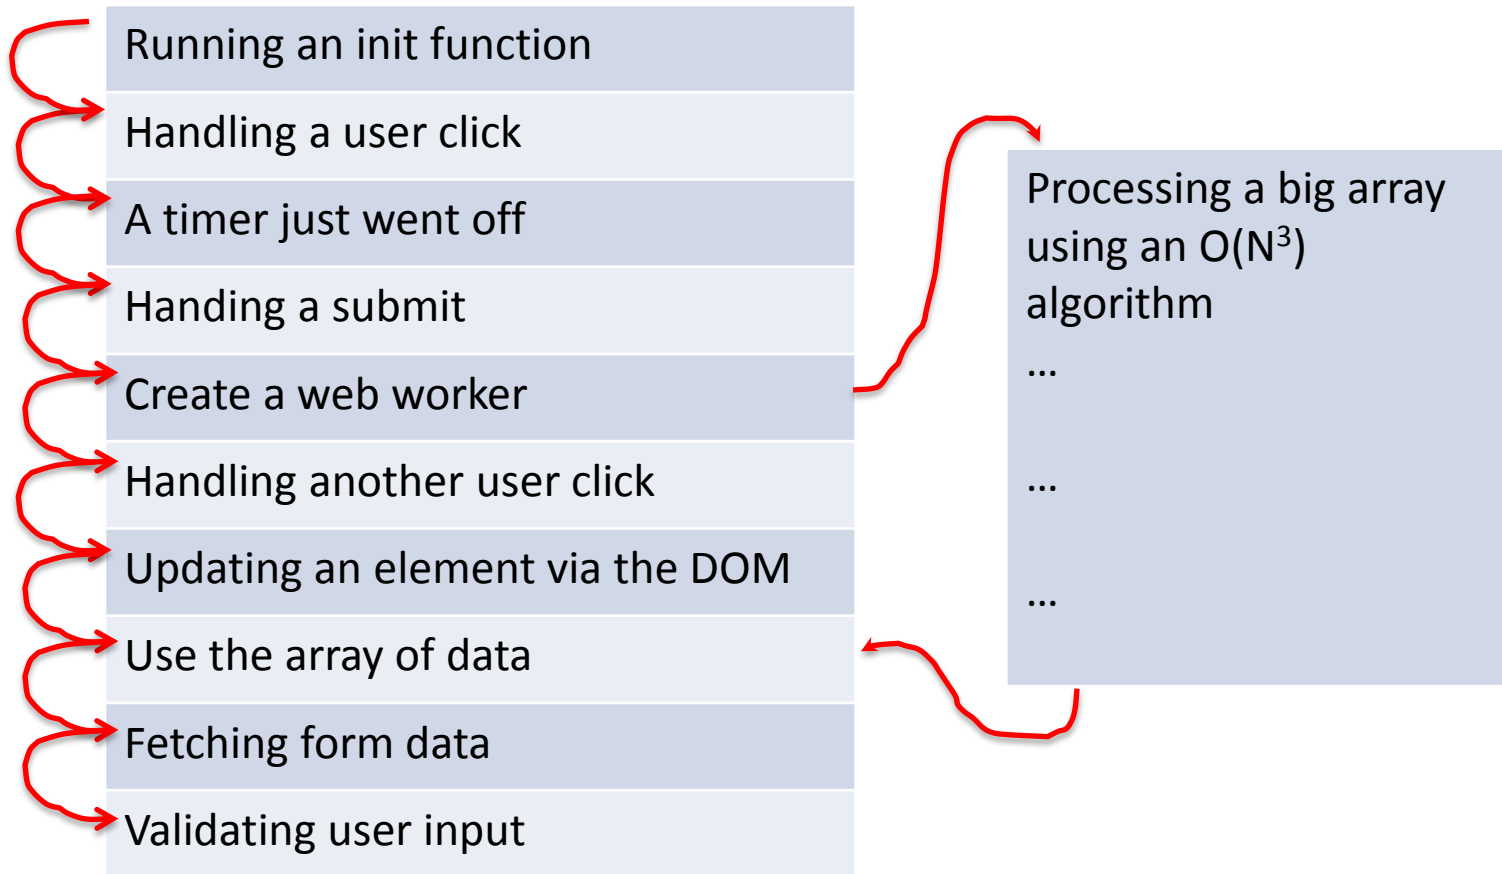 Running an init function
Handling a user click
A timer just went off
Handing a submit
Create a web worker
Handling another user click
Updating an element via the DOM
Use the array of data
Fetching form data
Validating user input
Processing a big array
using an O(N³)
algorithm
…
…
…